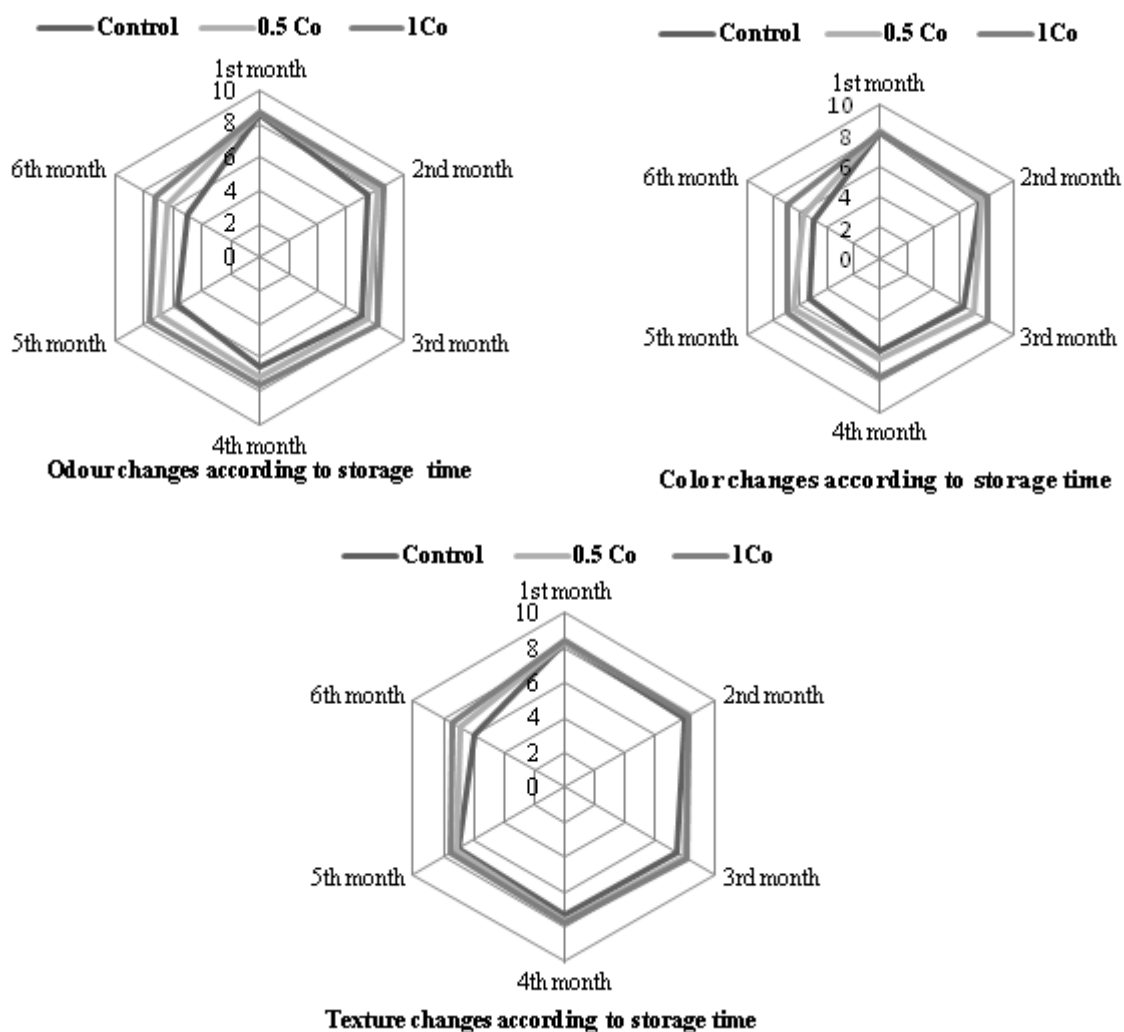 Control 0.5 Co 1Co
1st month
10
8
6
4
2
0
2nd month
3rd month
4th month
5th month
6th month
Odour changes according to storage time
Control 0.5 Co 1Co
1st month
10
8
6
4
2
0
2nd month
3rd month
4th month
5th month
6th month
Color changes according to storage time
Control 0.5 Co 1Co
1st month
10
8
6
4
2
0
2nd month
3rd month
4th month
5th month
6th month
Texture changes according to storage time